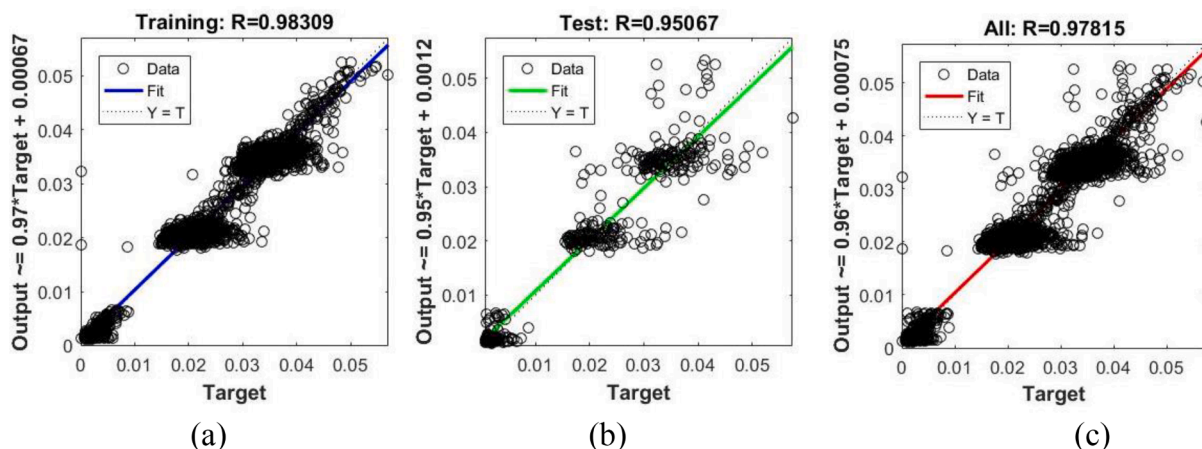 Training: R=0.98309
Output ~= 0.97*Target + 0.00067
0.05
0.04
0.03
0.02
0.01
0
Data
Fit
Y = T
0 0.01 0.02 0.03 0.04 0.05
Target
(a)
Test: R=0.95067
Output ~= 0.95*Target + 0.0012
0.05
0.04
0.03
0.02
0.01
Data
Fit
Y = T
0.01 0.02 0.03 0.04 0.05
Target
(b)
All: R=0.97815
Output ~= 0.96*Target + 0.00075
0.05
0.04
0.03
0.02
0.01
0
Data
Fit
Y = T
0 0.01 0.02 0.03 0.04 0.05
Target
(c)